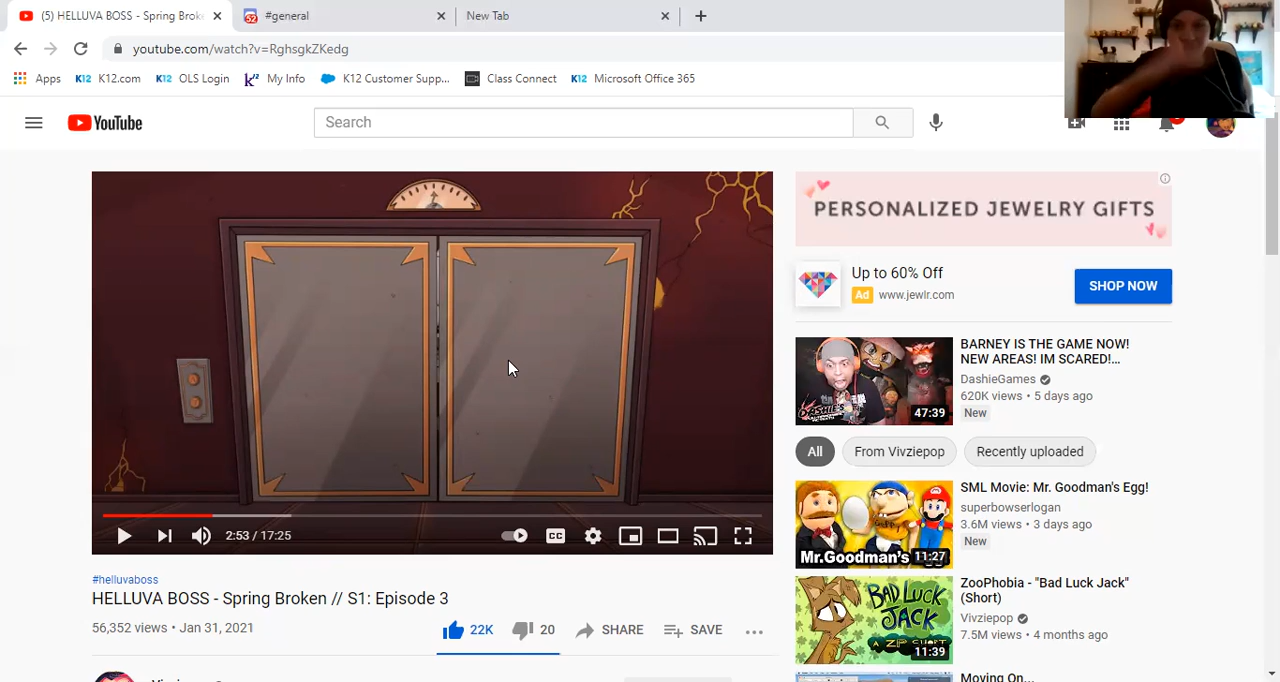 (5) HELLUVA BOSS - Spring Broke
#general
New Tab
youtube.com/watch?v=RghsgkZKedg
Apps
K12 K12.com
K12 OLS Login
K12 My Info
K12 Customer Supp...
Class Connect
K12 Microsoft Office 365
YouTube
Search
PERSONALIZED JEWELRY GIFTS
Up to 60% Off
Ad www.jewlr.com
SHOP NOW
BARNEY IS THE GAME NOW!
NEW AREAS! IM SCARED!...
DashieGames
620K views • 5 days ago
New
47:39
All
From Vivziepop
Recently uploaded
SML Movie: Mr. Goodman's Egg!
superbowserlogan
3.6M views • 3 days ago
New
Mr.Goodman's
11:27
ZooPhobia - "Bad Luck Jack"
(Short)
Vivziepop
7.5M views • 4 months ago
BAD LUCK
JACK
11:39
Moving On...
2:53 / 17:25
CC
#helluvaboss
HELLUVA BOSS - Spring Broken // S1: Episode 3
56,352 views • Jan 31, 2021
22K
20
SHARE
SAVE